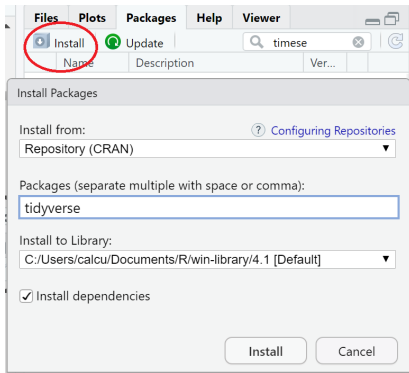 Files Plots Packages Help Viewer
Install Update timese
Name Description Ver...
Install Packages
Install from: ? Configuring Repositories
Repository (CRAN)
Packages (separate multiple with space or comma):
tidyverse
Install to Library:
C:/Users/calcu/Documents/R/win-library/4.1 [Default]
Install dependencies
Install Cancel